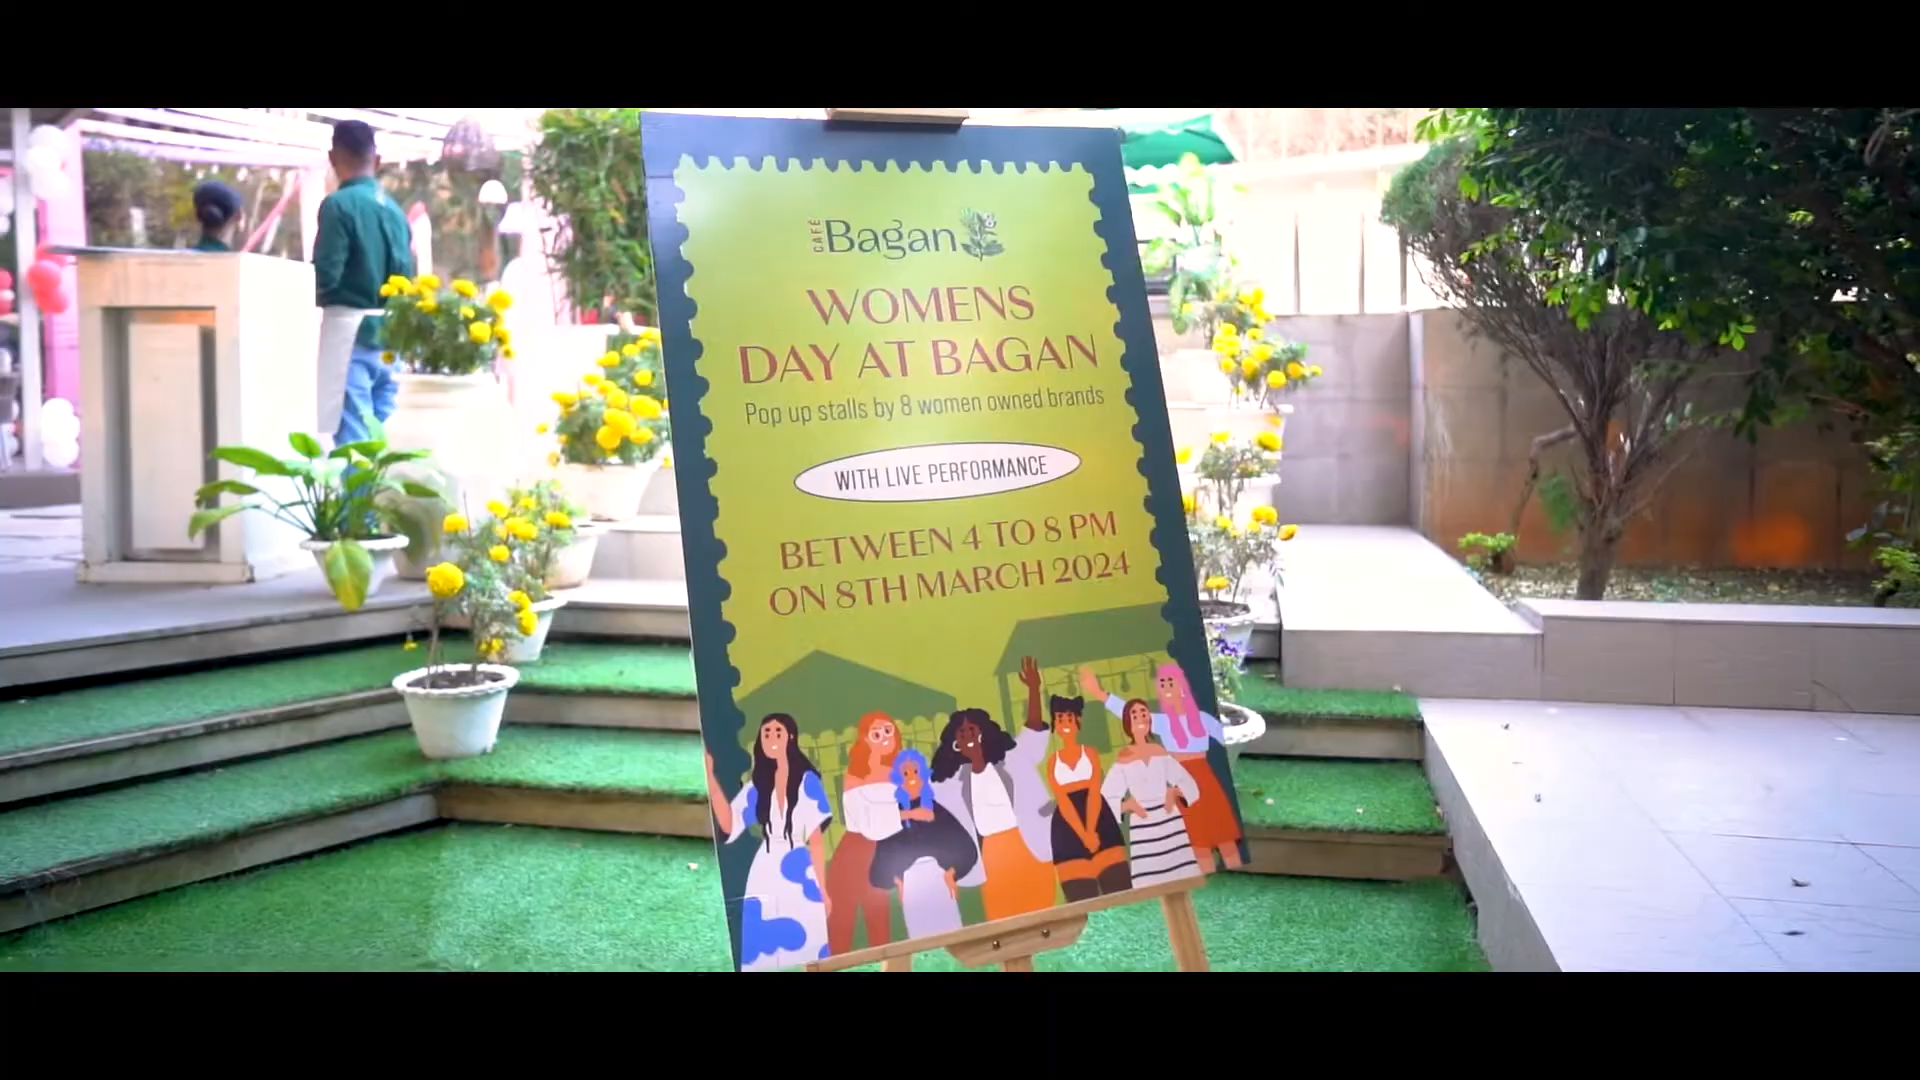 CAFÉ Bagan
WOMENS
DAY AT BAGAN
Pop up stalls by 8 women owned brands
WITH LIVE PERFORMANCE
BETWEEN 4 TO 8 PM
ON 8TH MARCH 2024